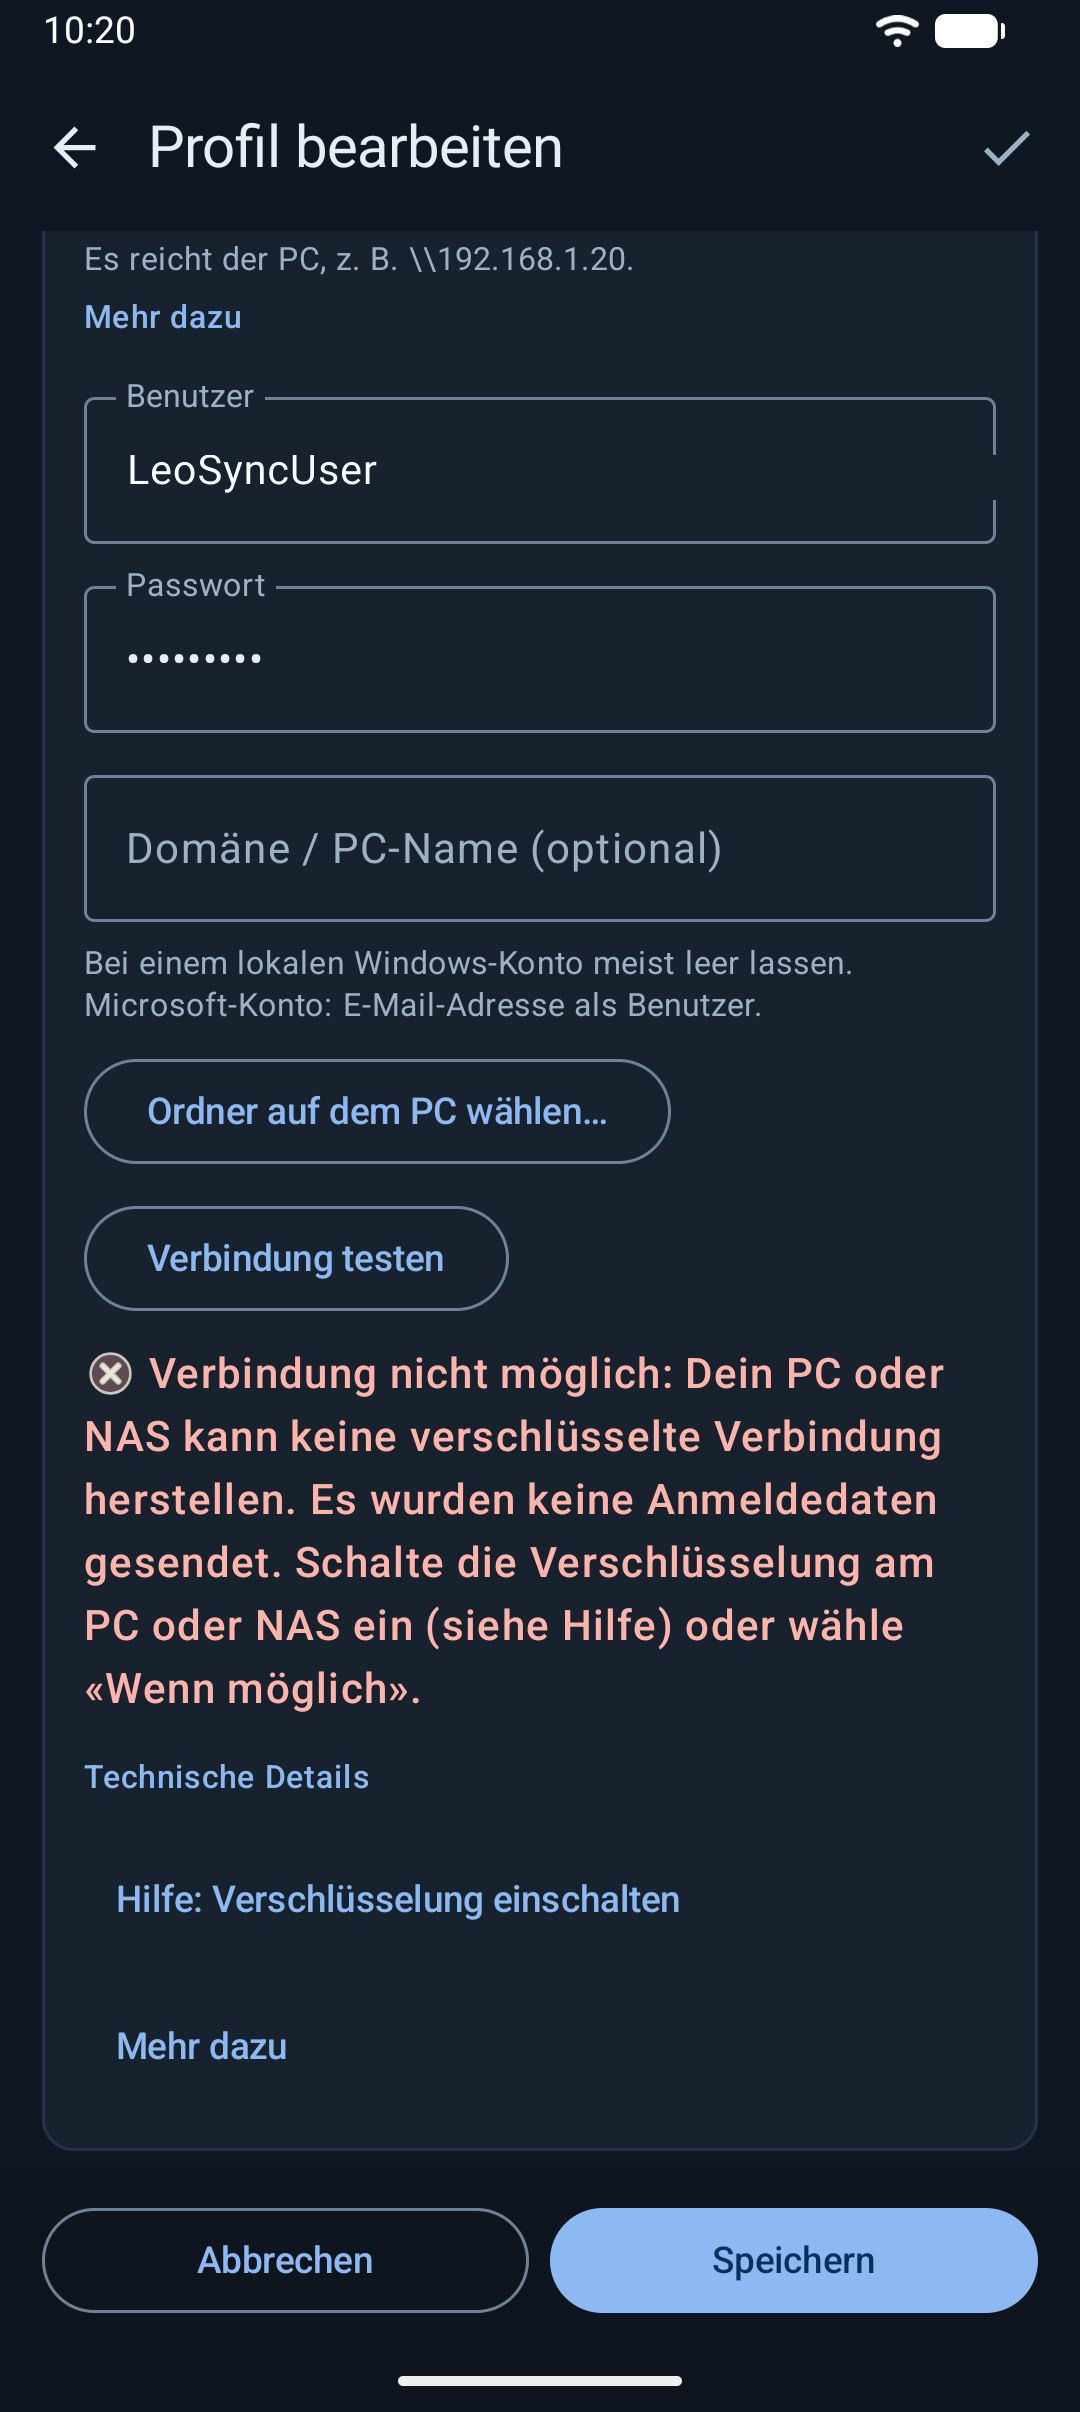 10:20
Profil bearbeiten
Es reicht der PC, z. B. \\192.168.1.20.
Mehr dazu
Benutzer
LeoSyncUser
Passwort
•••••••••
Domäne / PC-Name (optional)
Bei einem lokalen Windows-Konto meist leer lassen.
Microsoft-Konto: E-Mail-Adresse als Benutzer.
Ordner auf dem PC wählen…
Verbindung testen
Verbindung nicht möglich: Dein PC oder
NAS kann keine verschlüsselte Verbindung
herstellen. Es wurden keine Anmeldedaten
gesendet. Schalte die Verschlüsselung am
PC oder NAS ein (siehe Hilfe) oder wähle
«Wenn möglich».
Technische Details
Hilfe: Verschlüsselung einschalten
Mehr dazu
Abbrechen
Speichern